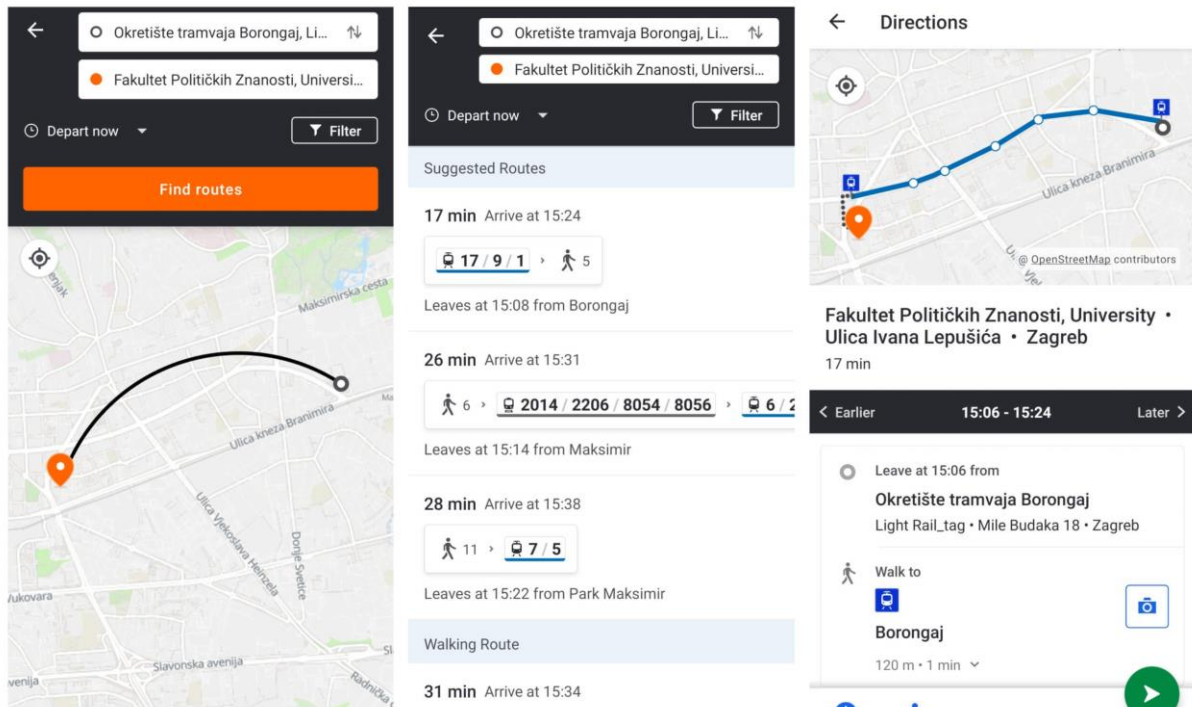 Okretište tramvaja Borongaj, Li...
Fakultet Političkih Znanosti, Universi...
Depart now
Filter
Find routes
Maksimirska cesta
Ulica kneza Branimira
Ulica Vjekoslava Heinzela
Donje Svetice
Vukovara
Slavonska avenija
Radnička
Okretište tramvaja Borongaj, Li...
Fakultet Političkih Znanosti, Universi...
Depart now
Filter
Suggested Routes
17 min Arrive at 15:24
17 / 9 / 1 › 5
Leaves at 15:08 from Borongaj
26 min Arrive at 15:31
6 › 2014 / 2206 / 8054 / 8056 › 6 / 2
Leaves at 15:14 from Maksimir
28 min Arrive at 15:38
11 › 7 / 5
Leaves at 15:22 from Park Maksimir
Walking Route
31 min Arrive at 15:34
Directions
Ulica kneza Branimira
@ OpenStreetMap contributors
Fakultet Političkih Znanosti, University •
Ulica Ivana Lepušića • Zagreb
17 min
Earlier 15:06 - 15:24 Later
Leave at 15:06 from
Okretište tramvaja Borongaj
Light Rail_tag • Mile Budaka 18 • Zagreb
Walk to
Borongaj
120 m • 1 min